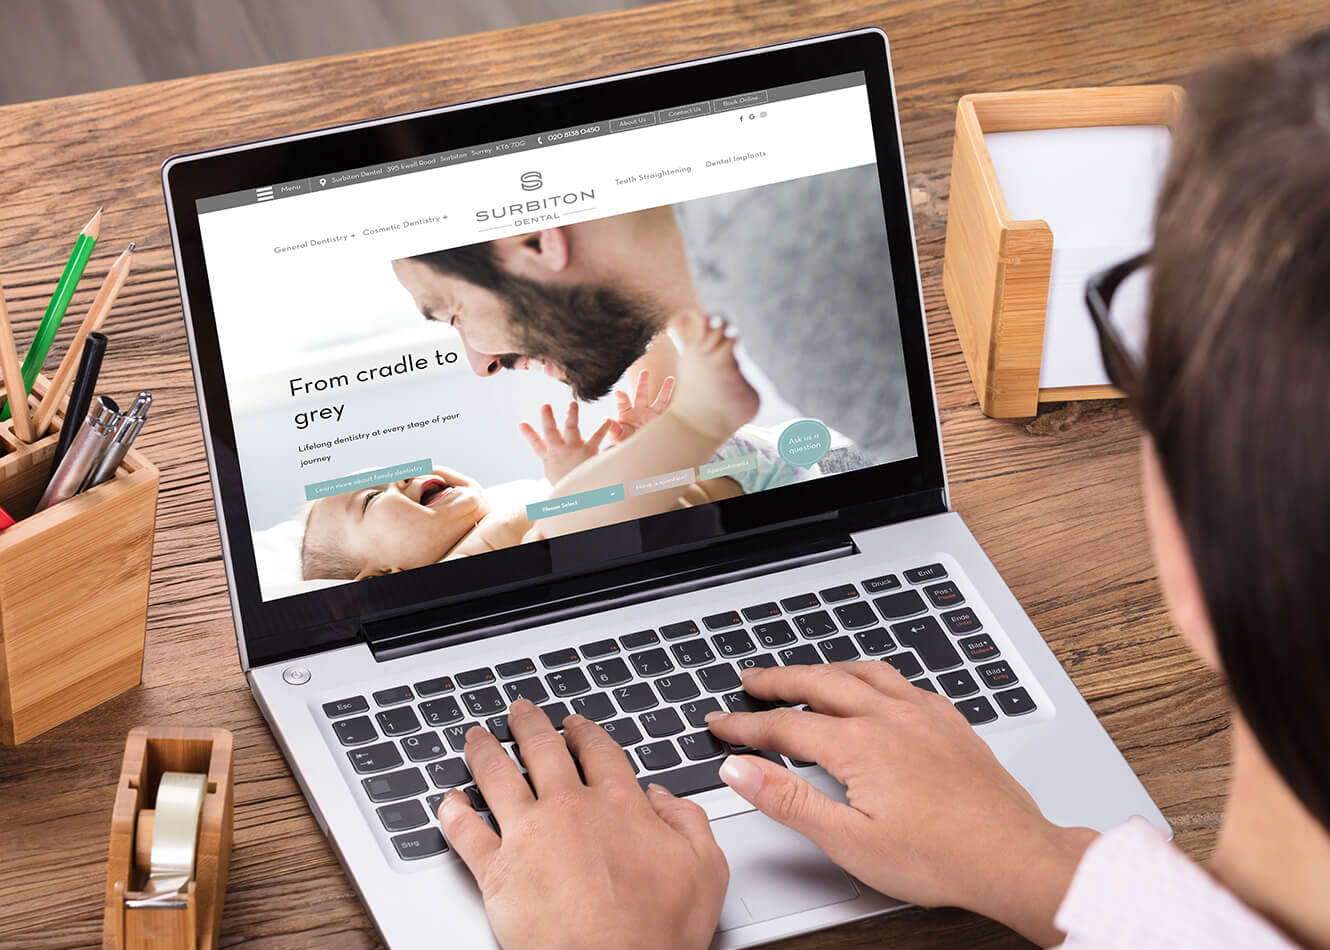 Menu
Surbiton Dental 395 Ewell Road Surbiton Surrey KT6 7DG
020 8138 0450
About Us
Contact Us
Book Online
General Dentistry +
Cosmetic Dentistry +
SURBITON
DENTAL
Teeth Straightening
Dental Implants
From cradle to
grey
Lifelong dentistry at every stage of your
journey
Learn more about family dentistry
Please Select
Have a question?
Appointments
Ask us a
question
Esc
Druck
Entf
Pos1
Pause
Ende
Bild
Bild
Q W E Z U I O P Ü
A G H J K
B N
Strg